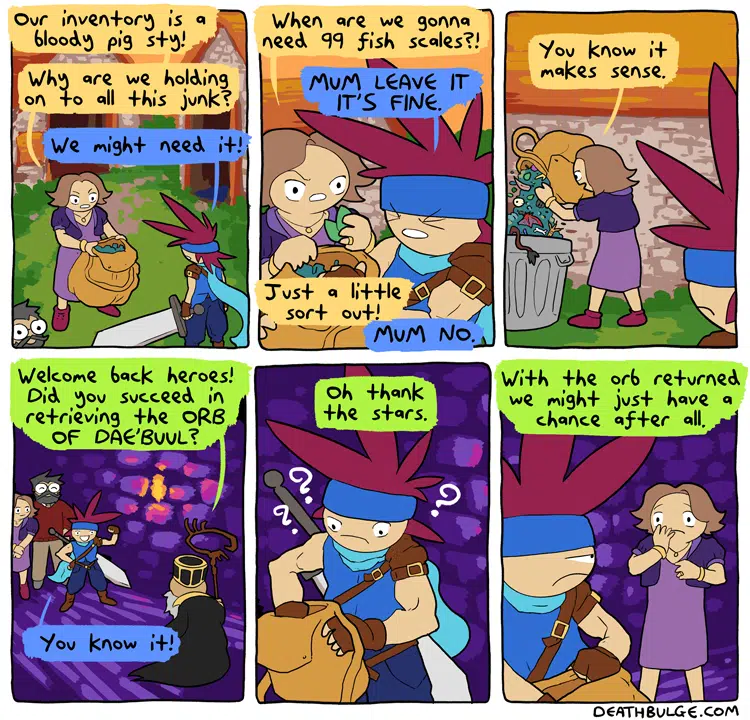 Our inventory is a
bloody pig sty!
Why are we holding
on to all this junk?
We might need it!
When are we gonna
need 99 fish scales?!
MUM LEAVE IT
IT'S FINE.
Just a little
sort out!
MUM NO.
You know it
makes sense.
Welcome back heroes!
Did you succeed in
retrieving the ORB
OF DAE'BUUL?
You know it!
Oh thank
the stars.
?
?
?
With the orb returned
we might just have a
chance after all.
DEATHBULGE.COM